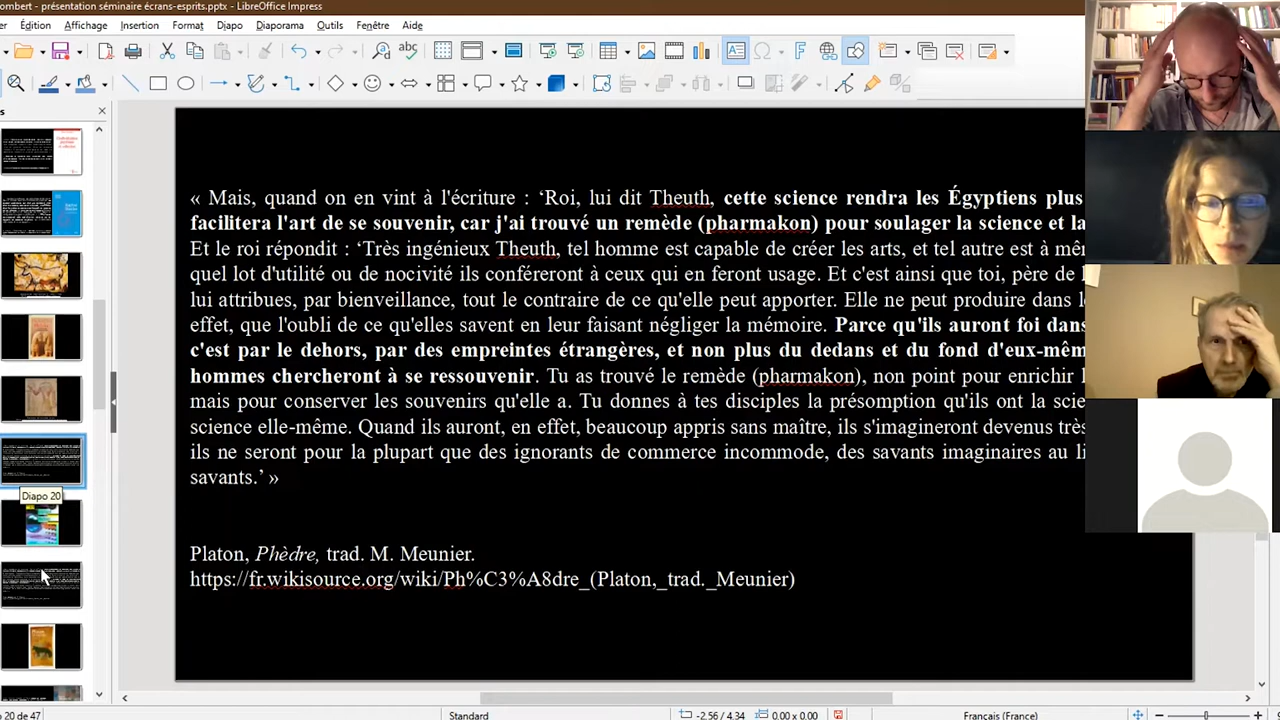 ombert - présentation séminaire écrans-esprits.pptx - LibreOffice Impress
er Édition Affichage Insertion Format Diapo Diaporama Outils Fenêtre Aide
« Mais, quand on en vint à l'écriture : ‘Roi, lui dit Theuth, cette science rendra les Égyptiens plus
facilitera l'art de se souvenir, car j'ai trouvé un remède (pharmakon) pour soulager la science et la
Et le roi répondit : ‘Très ingénieux Theuth, tel homme est capable de créer les arts, et tel autre est à mê
quel lot d'utilité ou de nocivité ils conféreront à ceux qui en feront usage. Et c'est ainsi que toi, père de l
lui attribues, par bienveillance, tout le contraire de ce qu'elle peut apporter. Elle ne peut produire dans le
effet, que l'oubli de ce qu'elles savent en leur faisant négliger la mémoire. Parce qu'ils auront foi dans
c'est par le dehors, par des empreintes étrangères, et non plus du dedans et du fond d'eux-mêm
hommes chercheront à se ressouvenir. Tu as trouvé le remède (pharmakon), non point pour enrichir l
mais pour conserver les souvenirs qu'elle a. Tu donnes à tes disciples la présomption qu'ils ont la scie
science elle-même. Quand ils auront, en effet, beaucoup appris sans maître, ils s'imagineront devenus très
ils ne seront pour la plupart que des ignorants de commerce incommode, des savants imaginaires au li
savants.’ »
Diapo 20
Platon, Phèdre, trad. M. Meunier.
https://fr.wikisource.org/wiki/Ph%C3%A8dre_(Platon,_trad._Meunier)
o 20 de 47 Standard -2.56 / 4.34 0.00 x 0.00 Français (France)